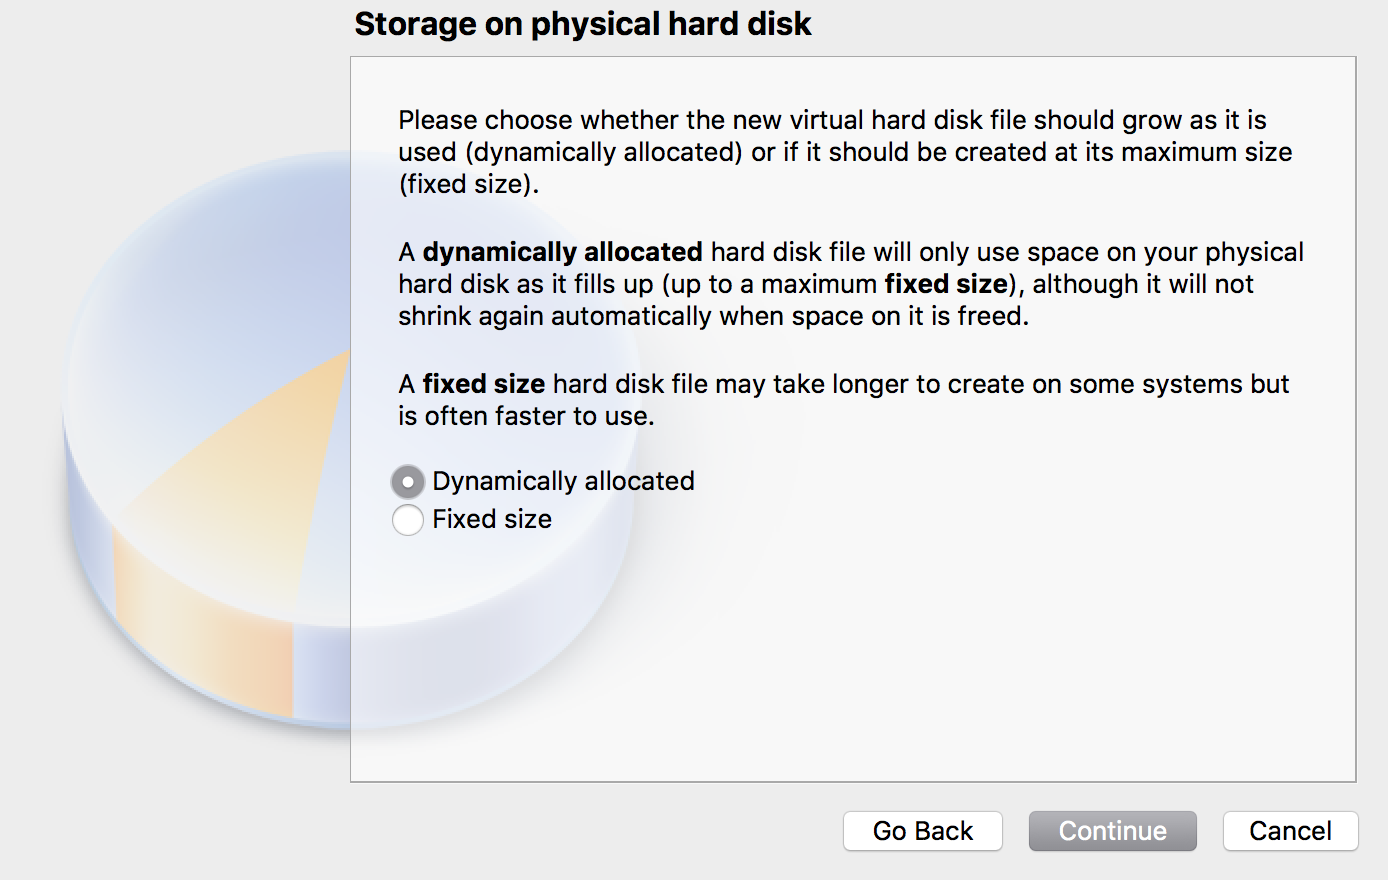 Storage on physical hard disk
Please choose whether the new virtual hard disk file should grow as it is
used (dynamically allocated) or if it should be created at its maximum size
(fixed size).
A dynamically allocated hard disk file will only use space on your physical
hard disk as it fills up (up to a maximum fixed size), although it will not
shrink again automatically when space on it is freed.
A fixed size hard disk file may take longer to create on some systems but
is often faster to use.
Dynamically allocated
Fixed size
Go Back
Continue
Cancel